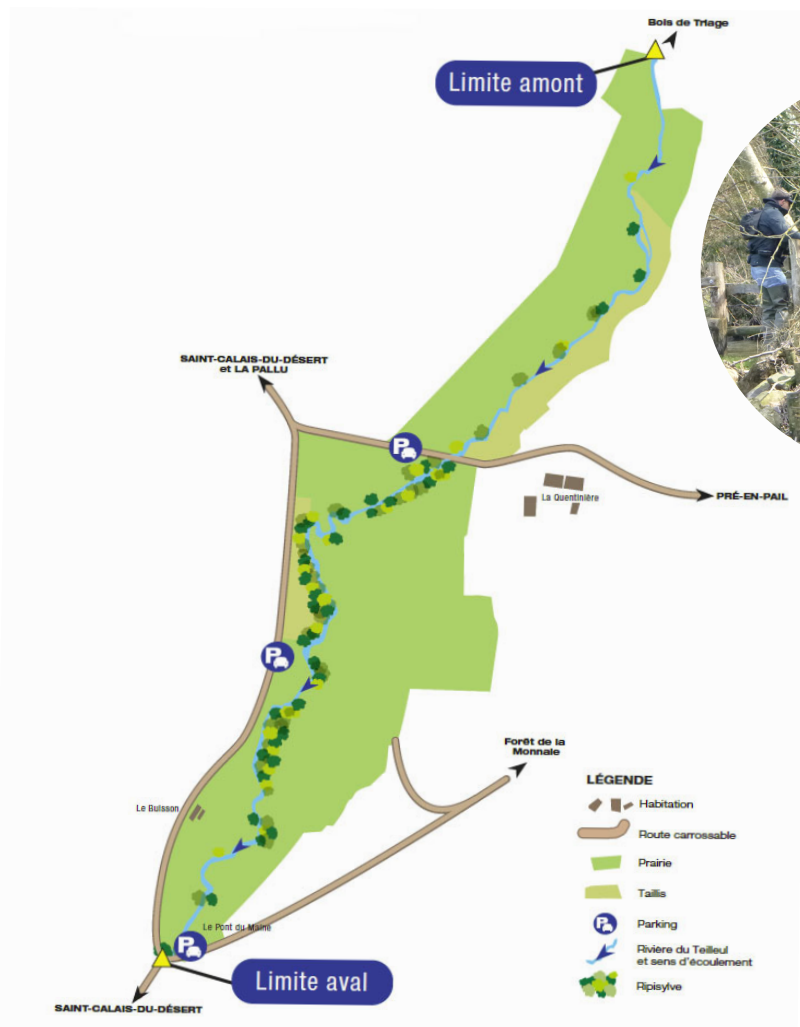 Bois de Triage
Limite amont
SAINT-CALAIS-DU-DÉSERT
et LA PALLU
P
La Quentinière
PRÉ-EN-PAIL
P
Forêt de la
Monnaie
Le Buisson
LÉGENDE
Habitation
Route carrossable
Prairie
Taillis
P
Parking
Rivière du Teilleul
et sens d'écoulement
Ripisylve
Le Pont du Maine
P
Limite aval
SAINT-CALAIS-DU-DÉSERT